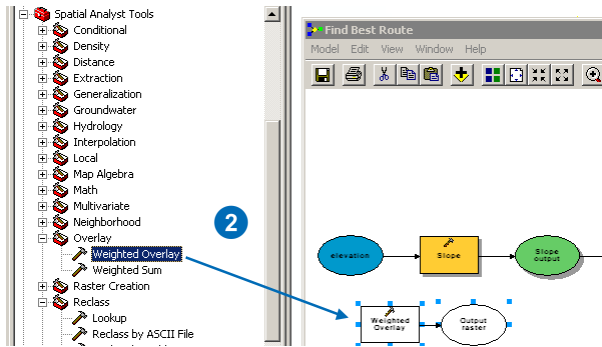 Spatial Analyst Tools
Conditional
Density
Distance
Extraction
Generalization
Groundwater
Hydrology
Interpolation
Local
Map Algebra
Math
Multivariate
Neighborhood
Overlay
Weighted Overlay
Weighted Sum
Raster Creation
Reclass
Lookup
Reclass by ASCII File
2
Find Best Route
Model Edit View Window Help
elevation
Slope
Slope
output
Weighted
Overlay
Output
raster